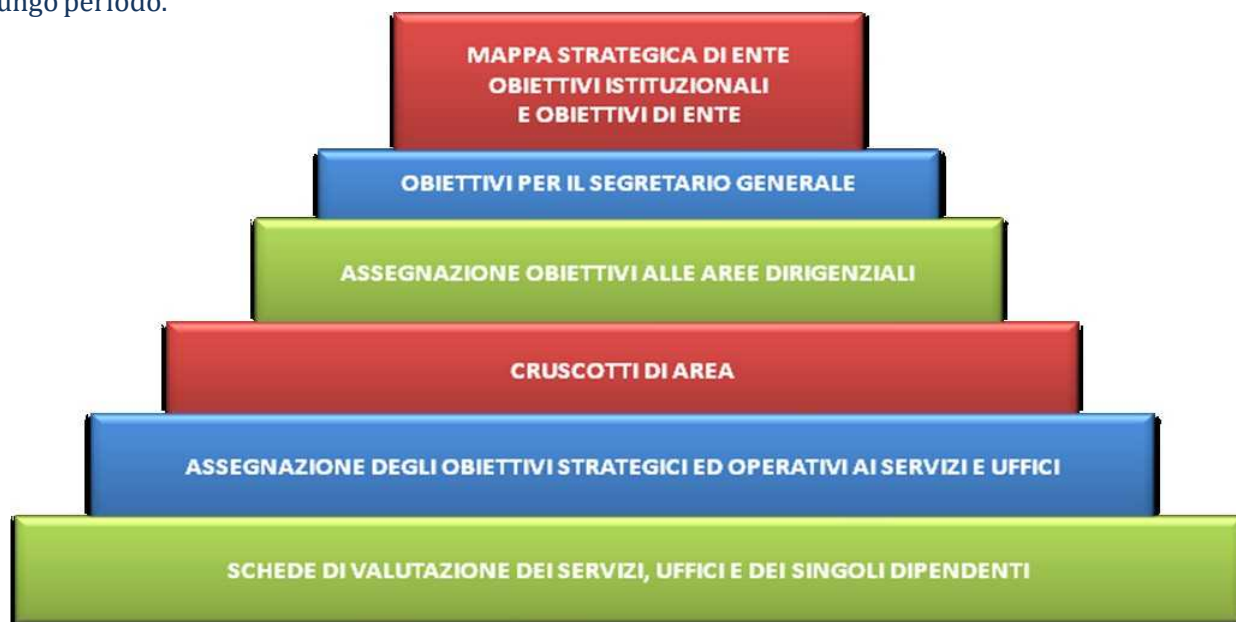 ungo periodo.
MAPPA STRATEGICA DI ENTE
OBIETTIVI ISTITUZIONALI
E OBIETTIVI DI ENTE
OBIETTIVI PER IL SEGRETARIO GENERALE
ASSEGNAZIONE OBIETTIVI ALLE AREE DIRIGENZIALI
CRUSCOTTI DI AREA
ASSEGNAZIONE DEGLI OBIETTIVI STRATEGICI ED OPERATIVI AI SERVIZI E UFFICI
SCHEDE DI VALUTAZIONE DEI SERVIZI, UFFICI E DEI SINGOLI DIPENDENTI